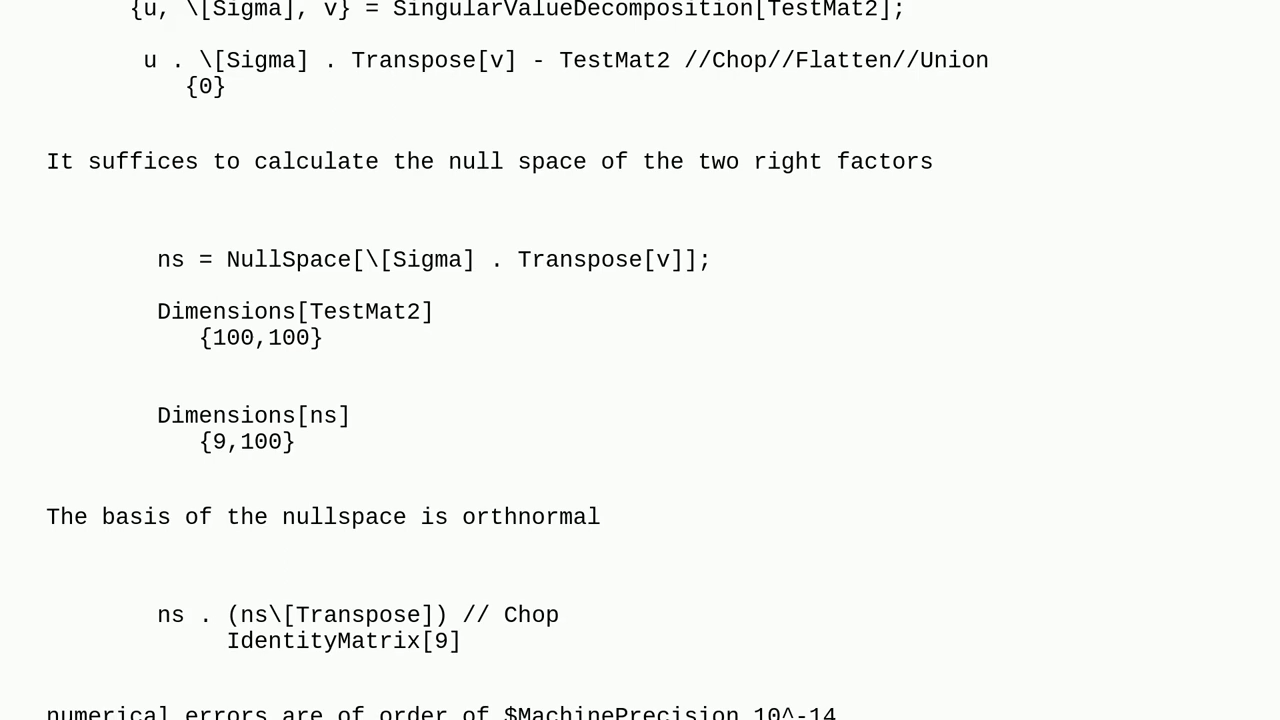 {u, \[Sigma], v} = SingularValueDecomposition[TestMat2];
u . \[Sigma] . Transpose[v] - TestMat2 //Chop//Flatten//Union
{0}
It suffices to calculate the null space of the two right factors
ns = NullSpace[\[Sigma] . Transpose[v]];
Dimensions[TestMat2]
{100,100}
Dimensions[ns]
{9,100}
The basis of the nullspace is orthnormal
ns . (ns\[Transpose]) // Chop
IdentityMatrix[9]
numerical errors are of order of $MachinePrecision 10^-14